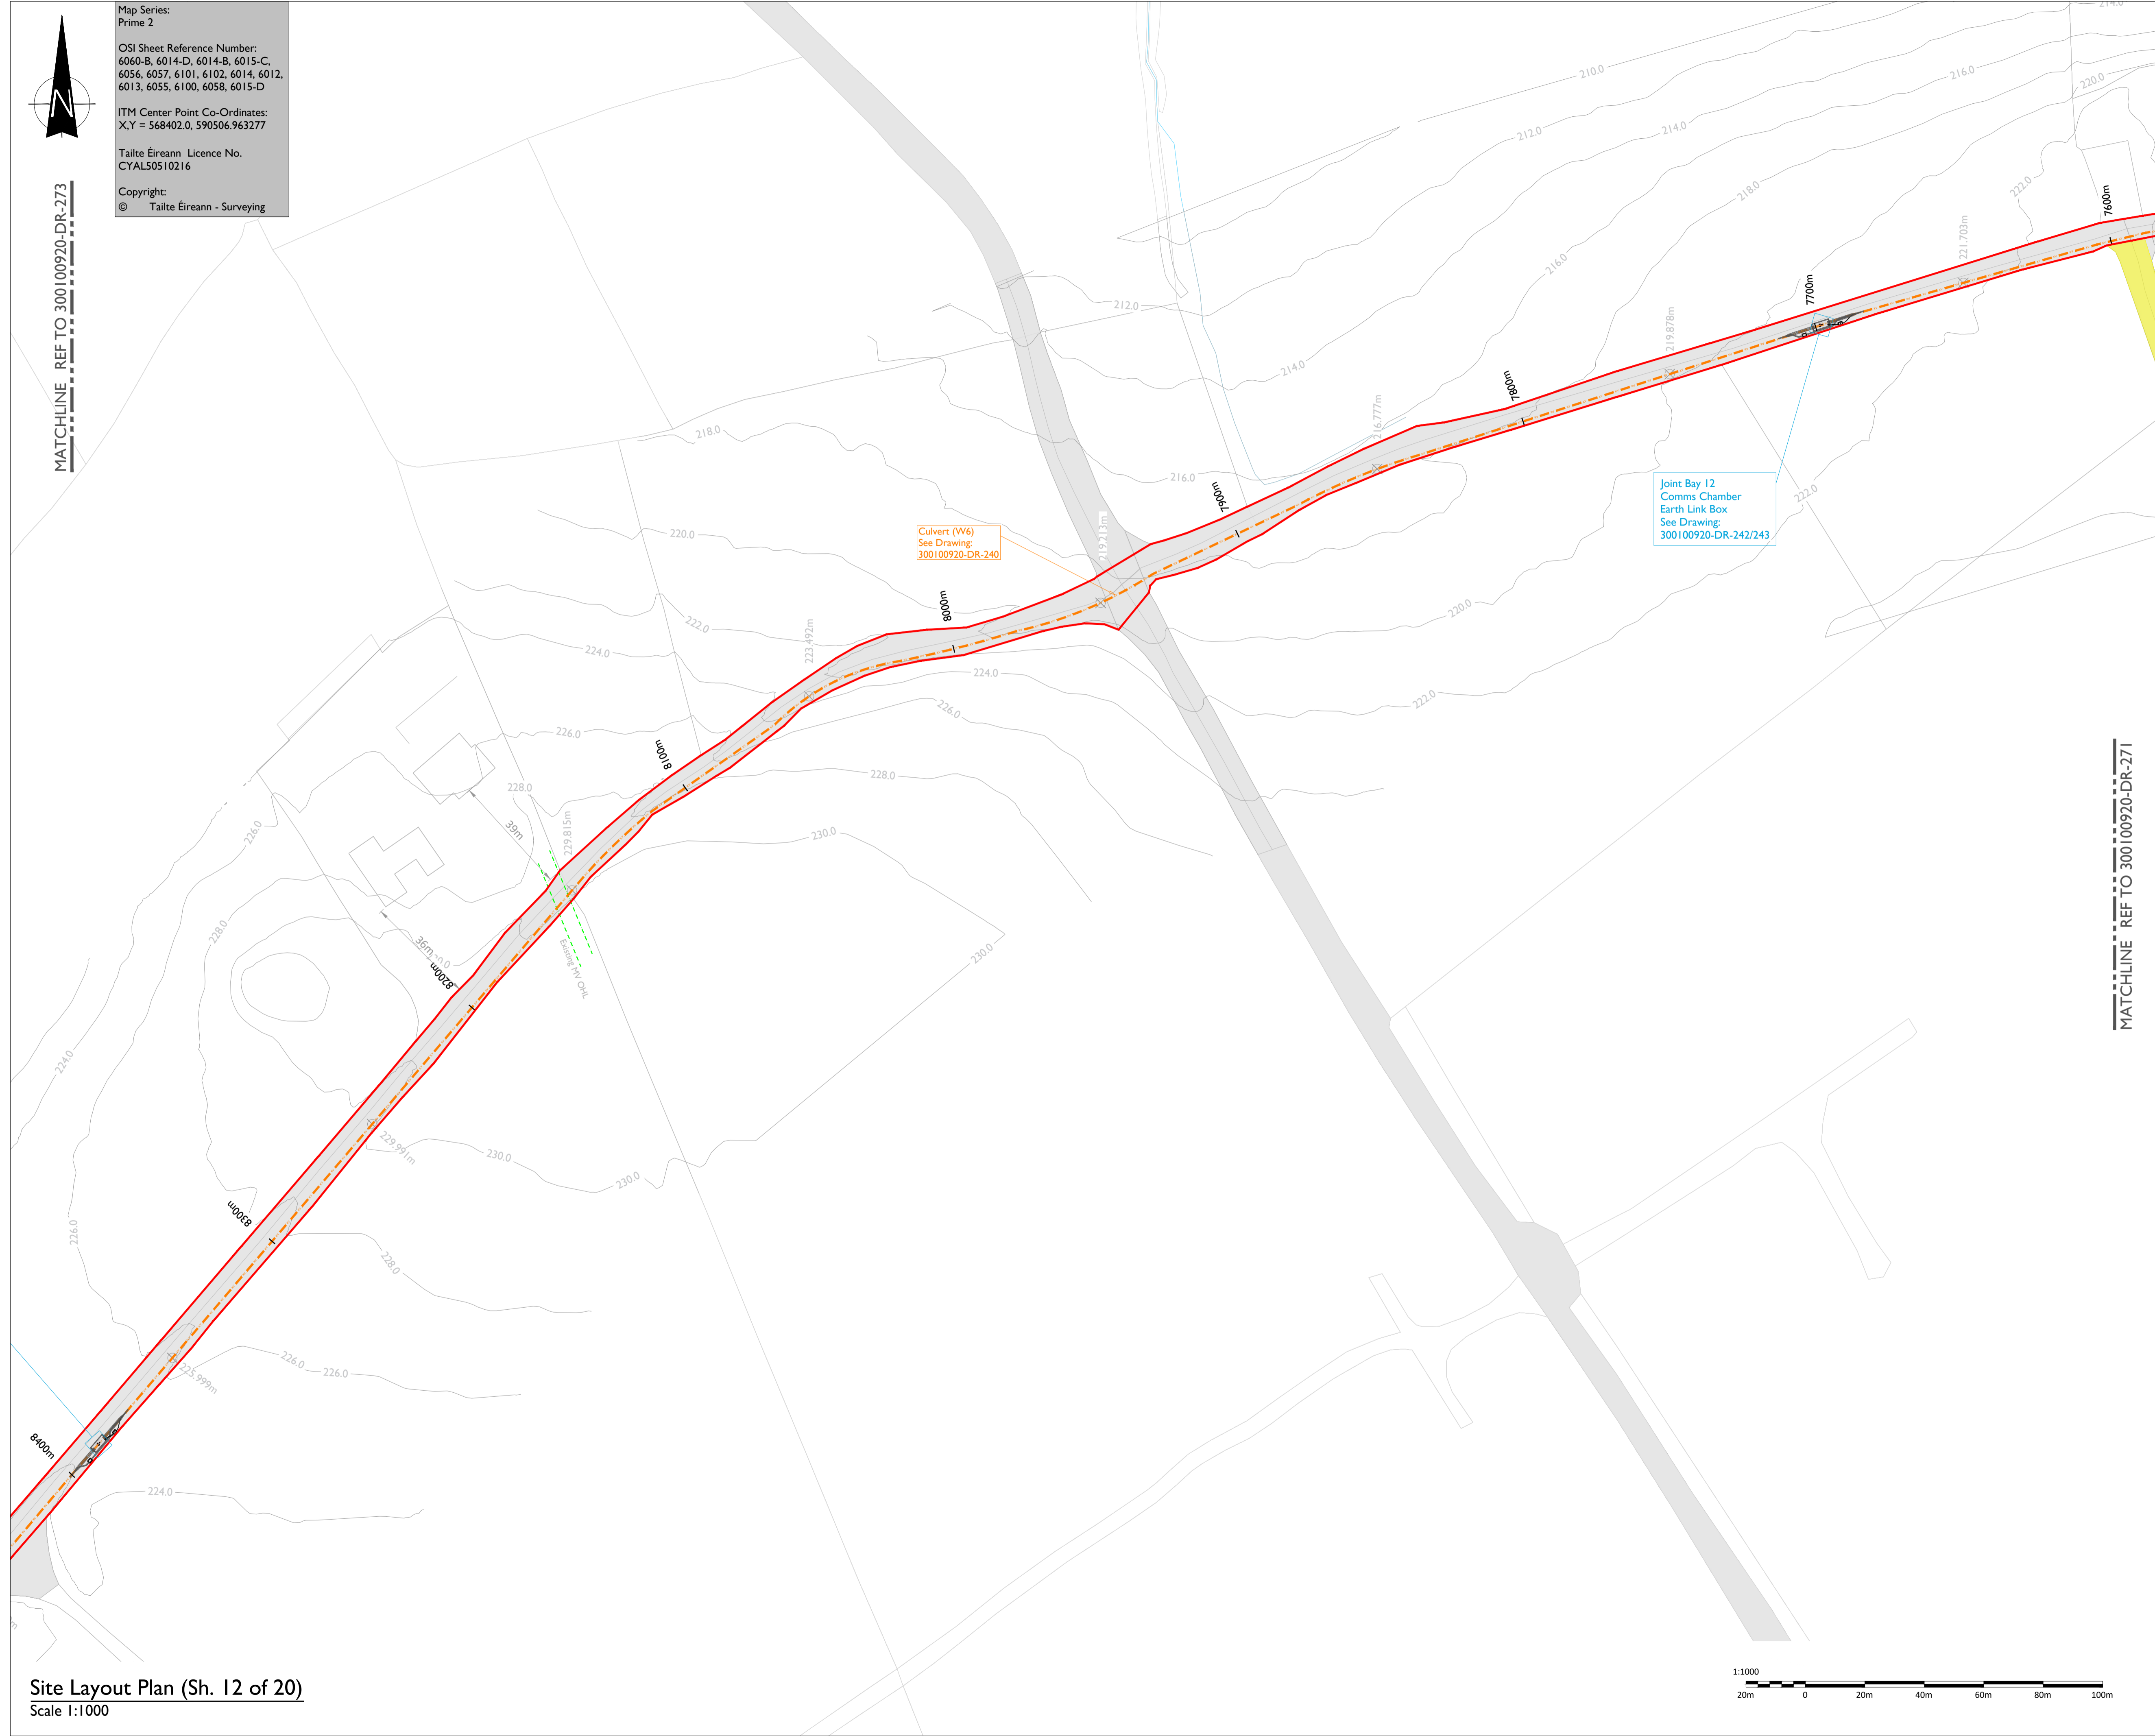 Map Series:
Prime 2
OSI Sheet Reference Number:
6060-B, 6014-D, 6014-B, 6015-C,
6056, 6057, 6101, 6102, 6014, 6012,
6013, 6055, 6100, 6058, 6015-D
ITM Center Point Co-Ordinates:
X,Y = 568402.0, 590506.963277
Tailte Éireann Licence No.
CYAL50510216
Copyright:
© Tailte Éireann - Surveying
N
MATCHLINE REF TO 300100920-DR-273
214.0
210.0
216.0
220.0
212.0
214.0
218.0
222.0
7600m
221.703m
216.0
7700m
212.0
219.878m
214.0
7800m
216.777m
218.0
216.0
7900m
222.0
Joint Bay 12
Comms Chamber
Earth Link Box
See Drawing:
300100920-DR-242/243
Culvert (W6)
See Drawing:
300100920-DR-240
219.213m
220.0
8000m
220.0
222.0
223.492m
224.0
224.0
222.0
226.0
226.0
8100m
228.0
228.0
MATCHLINE REF TO 300100920-DR-271
39m
229.815m
230.0
226.0
228.0
36m
230.0
8200m
Existing MV OHL
224.0
229.991m
230.0
230.0
226.0
8300m
228.0
226.0
226.0
225.999m
8400m
224.0
Site Layout Plan (Sh. 12 of 20)
Scale 1:1000
1:1000
20m 0 20m 40m 60m 80m 100m